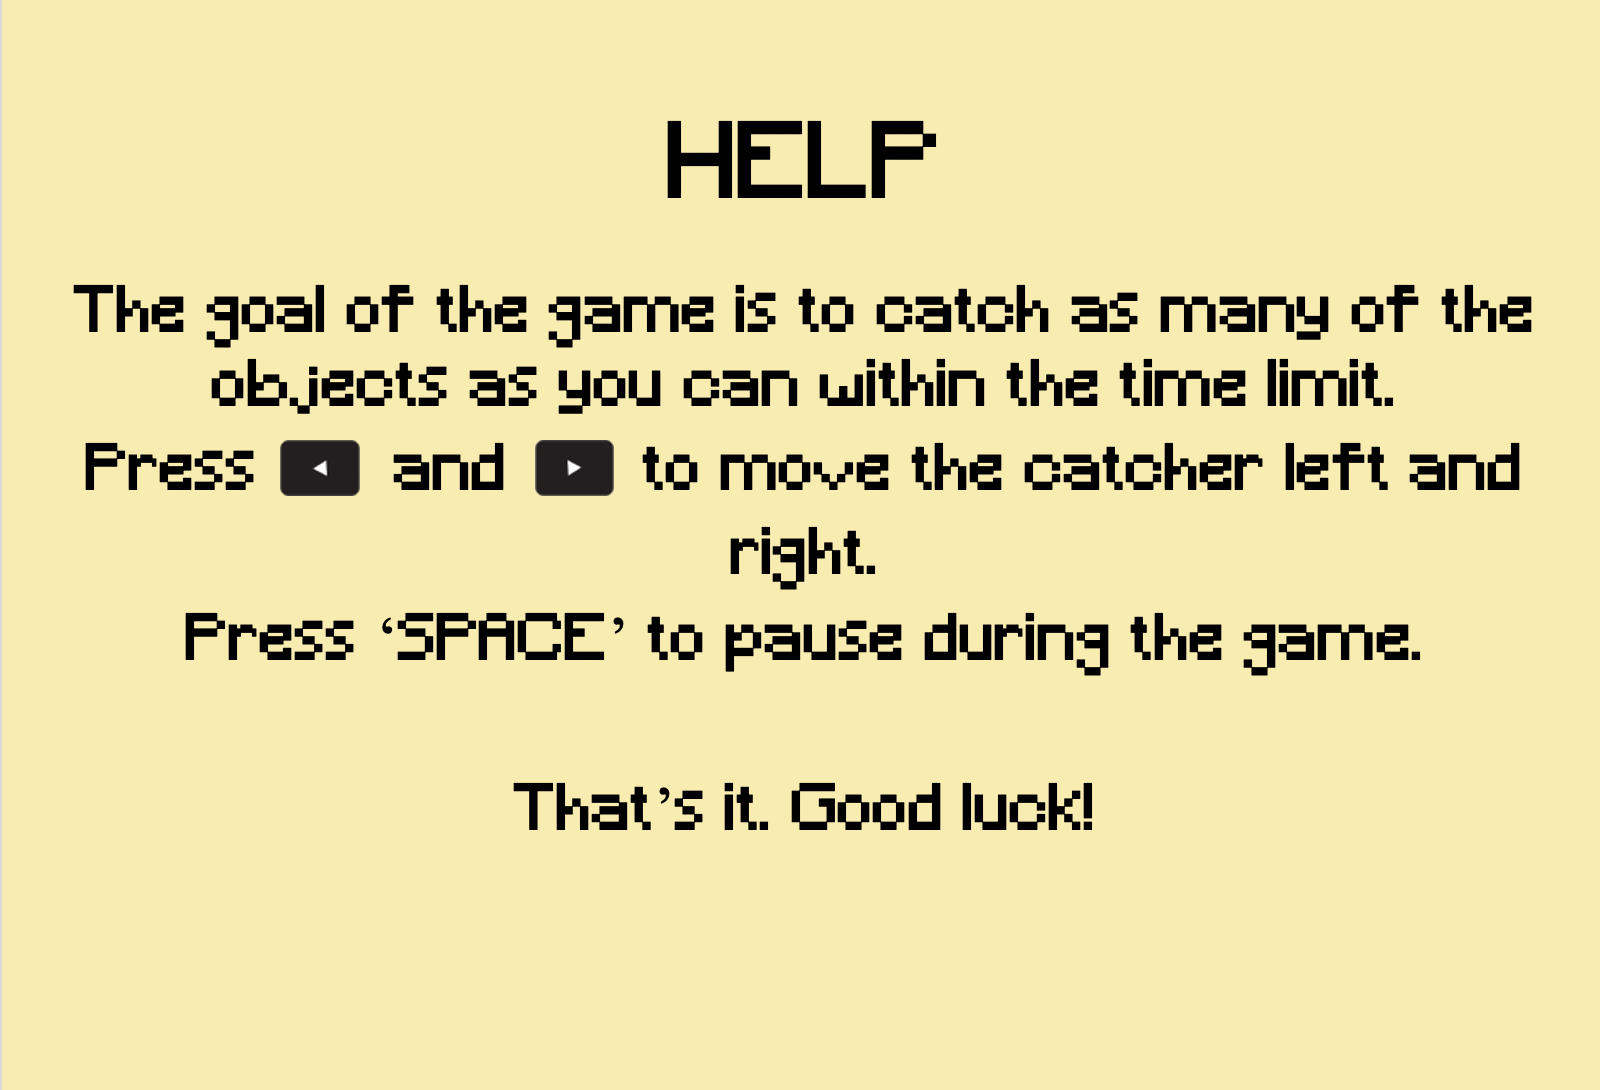 HELP
The goal of the game is to catch as many of the
objects as you can within the time limit.
Press ◀ and ▶ to move the catcher left and
right.
Press ‘SPACE’ to pause during the game.
That’s it. Good luck!